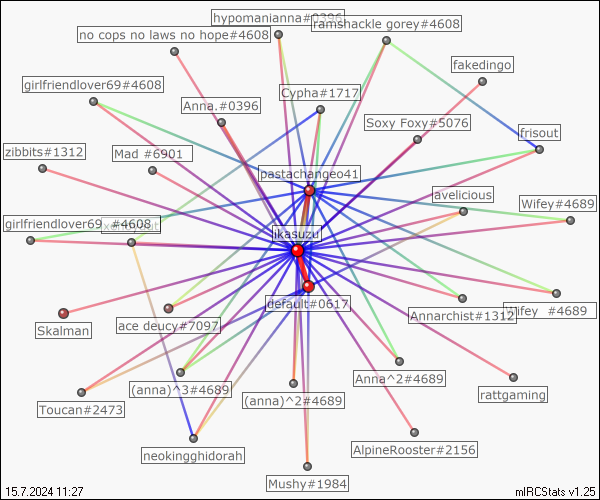 hypomanianna#0396
ramshackle gorey#4608
no cops no laws no hope#4608
fakedingo
girlfriendlover69#4608
Cypha#1717
Anna.#0396
Soxy Foxy#5076
frisout
zibbits#1312
Mad #6901
pastachangeo41
avelicious
Wifey#4689
girlfriendlover69 #4608
jkasuzu
default#0617
Annarchist#1312
Wifey #4689
Skalman
ace deucy#7097
Anna^2#4689
(anna)^3#4689
rattgaming
(anna)^2#4689
Toucan#2473
AlpineRooster#2156
neokingghidorah
Mushy#1984
15.7.2024 11:27
mIRCStats v1.25